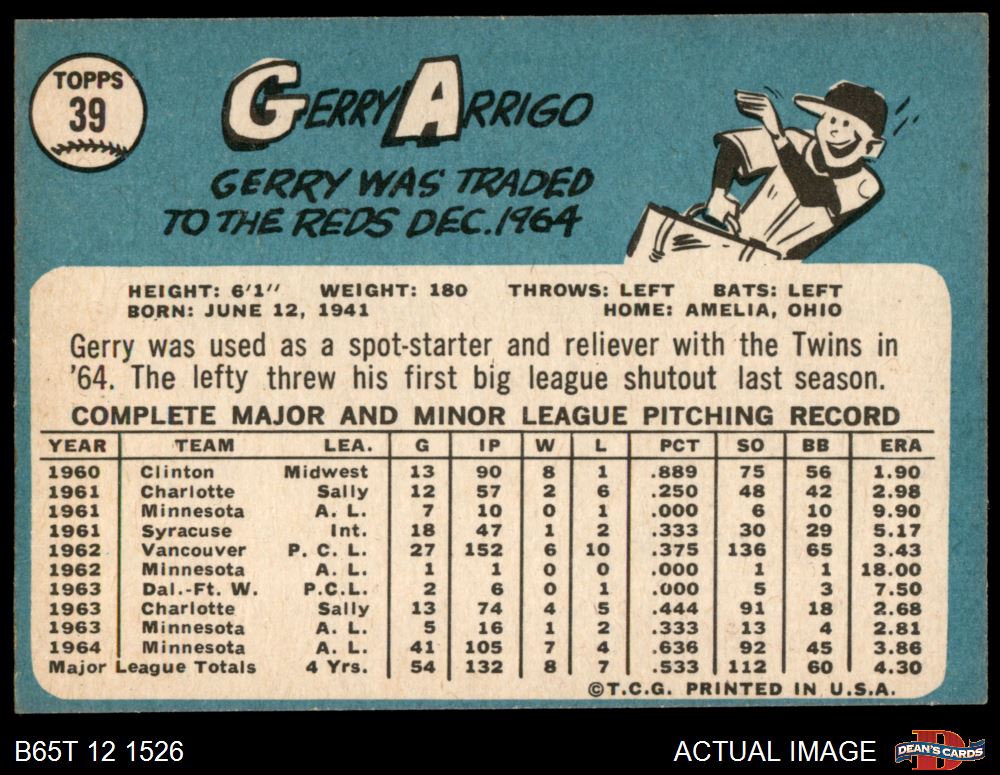 TOPPS
39
GERRY ARRIGO
GERRY WAS TRADED
TO THE REDS DEC. 1964
HEIGHT: 6'1" WEIGHT: 180 THROWS: LEFT BATS: LEFT
BORN: JUNE 12, 1941 HOME: AMELIA, OHIO
Gerry was used as a spot-starter and reliever with the Twins in
'64. The lefty threw his first big league shutout last season.
COMPLETE MAJOR AND MINOR LEAGUE PITCHING RECORD
YEAR TEAM LEA. G IP W L PCT SO BB ERA
1960 Clinton Midwest 13 90 8 1 .889 75 56 1.90
1961 Charlotte Sally 12 57 2 6 .250 48 42 2.98
1961 Minnesota A. L. 7 10 0 1 .000 6 10 9.90
1961 Syracuse Int. 18 47 1 2 .333 30 29 5.17
1962 Vancouver P. C. L. 27 152 6 10 .375 136 65 3.43
1962 Minnesota A. L. 1 1 0 0 .000 1 1 18.00
1963 Dal.-Ft. W. P.C.L. 2 6 0 1 .000 5 3 7.50
1963 Charlotte Sally 13 74 4 5 .444 91 18 2.68
1963 Minnesota A. L. 5 16 1 2 .333 13 4 2.81
1964 Minnesota A. L. 41 105 7 4 .636 92 45 3.86
Major League Totals 4 Yrs. 54 132 8 7 .533 112 60 4.30
©T.C.G. PRINTED IN U.S.A.
B65T 12 1526 ACTUAL IMAGE
D
DEAN'S CARDS